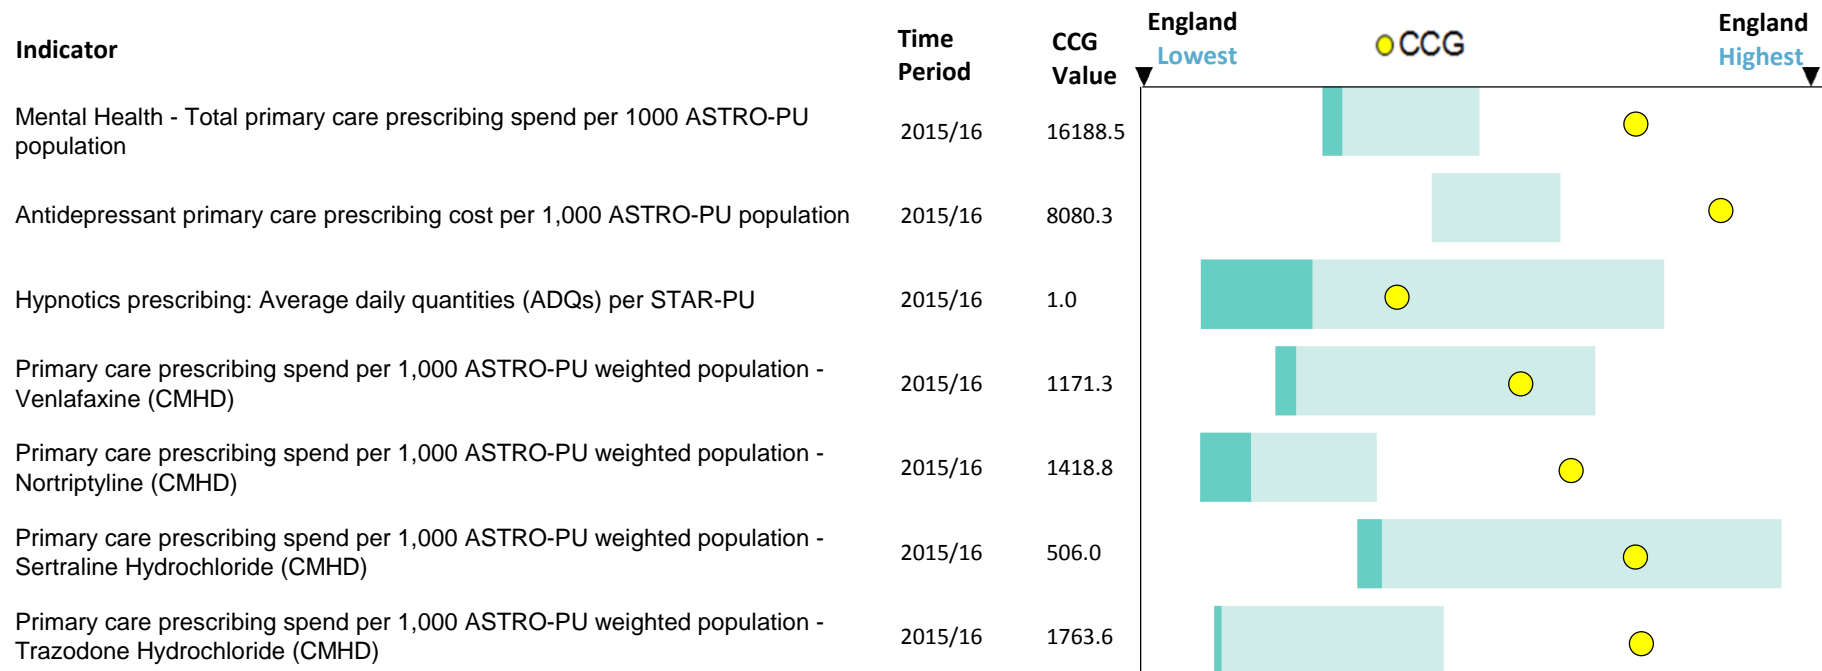 Indicator
Time
Period
CCG
Value
England
Lowest
CCG
England
Highest
Mental Health - Total primary care prescribing spend per 1000 ASTRO-PU
population
2015/16
16188.5
Antidepressant primary care prescribing cost per 1,000 ASTRO-PU population
2015/16
8080.3
Hypnotics prescribing: Average daily quantities (ADQs) per STAR-PU
2015/16
1.0
Primary care prescribing spend per 1,000 ASTRO-PU weighted population -
Venlafaxine (CMHD)
2015/16
1171.3
Primary care prescribing spend per 1,000 ASTRO-PU weighted population -
Nortriptyline (CMHD)
2015/16
1418.8
Primary care prescribing spend per 1,000 ASTRO-PU weighted population -
Sertraline Hydrochloride (CMHD)
2015/16
506.0
Primary care prescribing spend per 1,000 ASTRO-PU weighted population -
Trazodone Hydrochloride (CMHD)
2015/16
1763.6